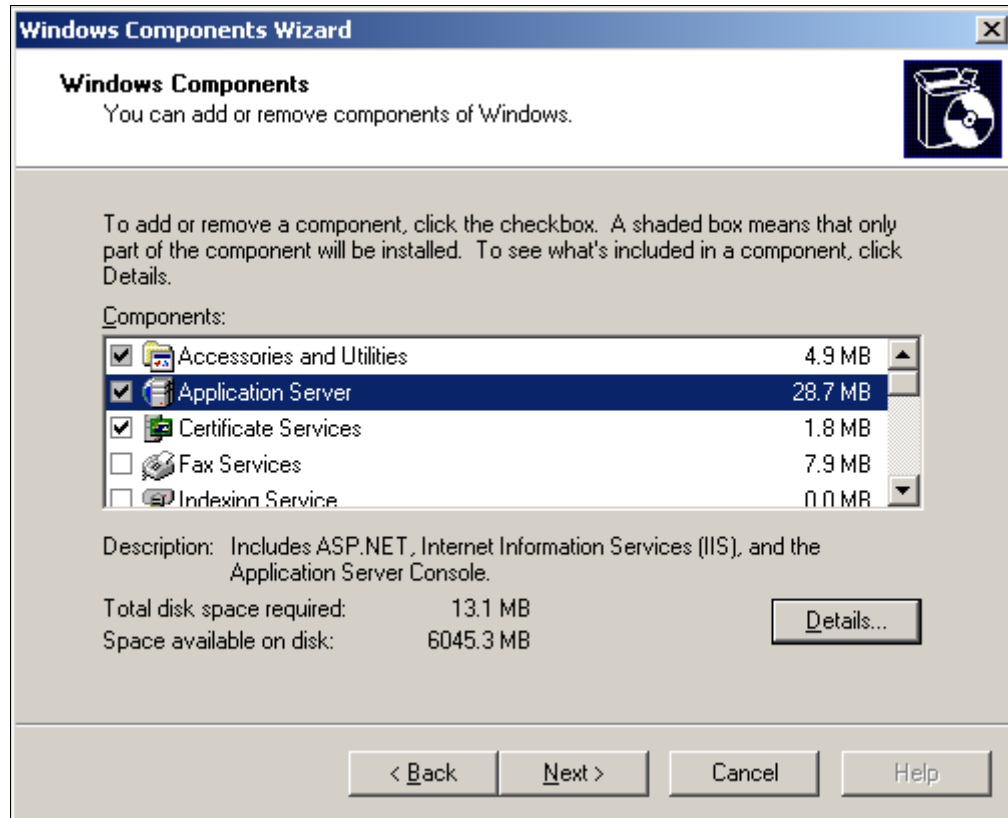 Windows Components Wizard
Windows Components
You can add or remove components of Windows.
To add or remove a component, click the checkbox. A shaded box means that only
part of the component will be installed. To see what's included in a component, click
Details.
Components:
Accessories and Utilities 4.9 MB
Application Server 28.7 MB
Certificate Services 1.8 MB
Fax Services 7.9 MB
Indexing Service 0.0 MB
Description: Includes ASP.NET, Internet Information Services (IIS), and the
Application Server Console.
Total disk space required: 13.1 MB
Space available on disk: 6045.3 MB
Details...
< Back Next > Cancel Help